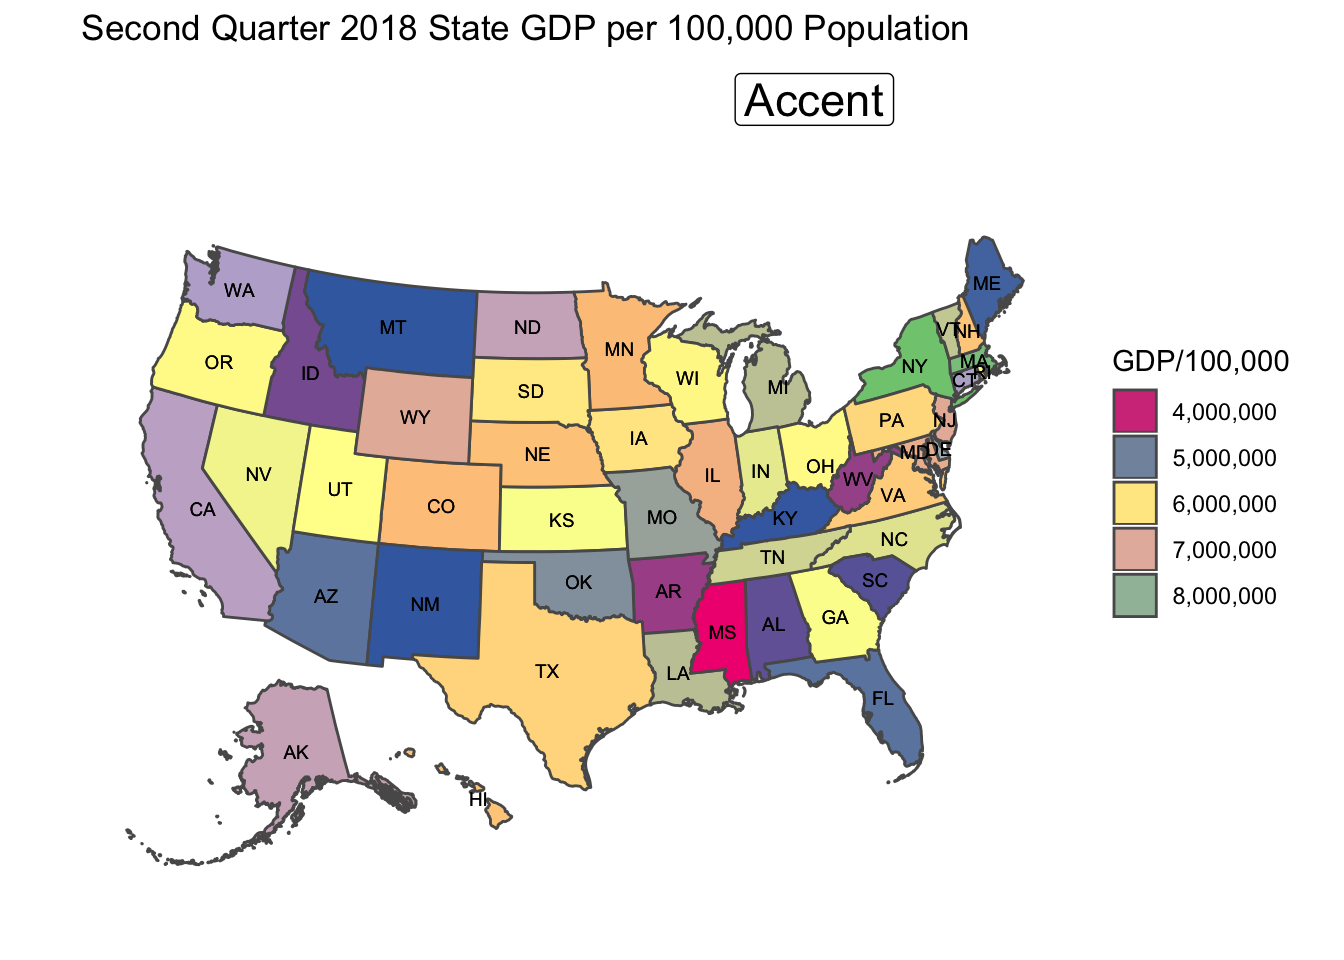 Second Quarter 2018 State GDP per 100,000 Population
Accent
WA
MT
ND
MN
ME
VT
NH
OR
ID
SD
WI
MI
NY
MA
RI
CT
WY
IA
PA
NJ
NV
UT
CO
NE
IL
IN
OH
MD
DE
WV
VA
CA
KS
MO
KY
NC
TN
AZ
NM
OK
AR
SC
MS
AL
GA
TX
LA
FL
AK
HI
GDP/100,000
4,000,000
5,000,000
6,000,000
7,000,000
8,000,000